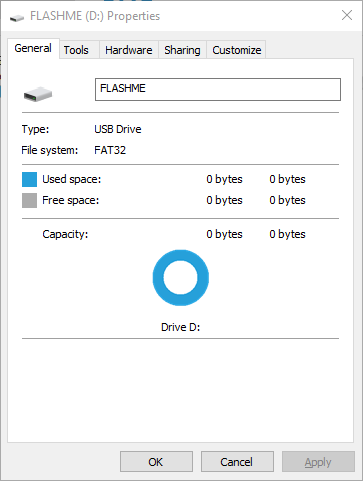 FLASHME (D:) Properties
General Tools Hardware Sharing Customize
FLASHME
Type: USB Drive
File system: FAT32
Used space: 0 bytes 0 bytes
Free space: 0 bytes 0 bytes
Capacity: 0 bytes 0 bytes
Drive D:
OK Cancel Apply